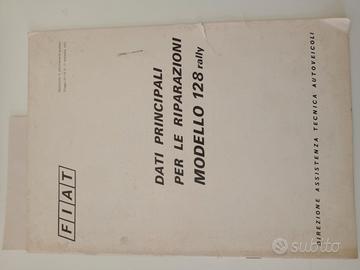 FIAT
DATI PRINCIPALI
PER LE RIPARAZIONI
MODELLO 128 rally
DIREZIONE ASSISTENZA TECNICA AUTOVEICOLI
subito